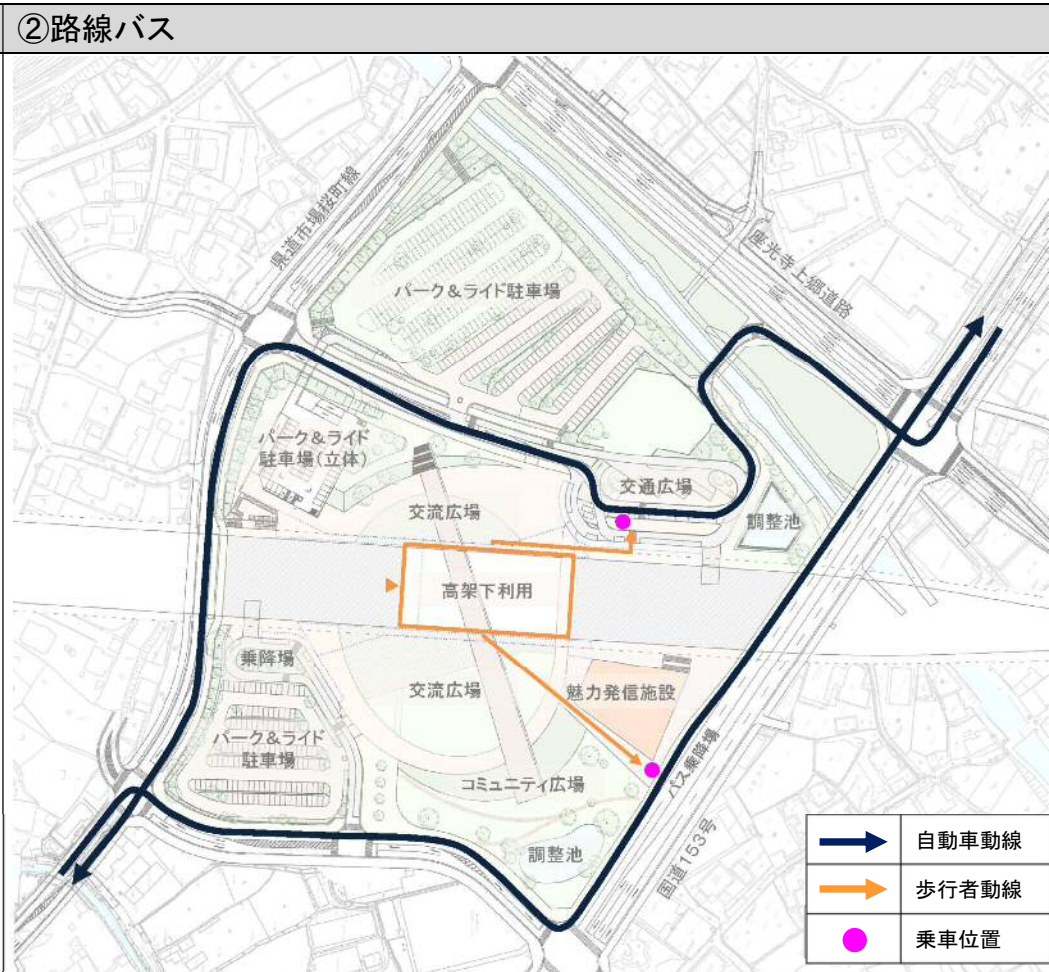 ②路線バス
県道市場桜町線
座光寺上郷道路
パーク&ライド駐車場
パーク&ライド
駐車場(立体)
交流広場
交通広場
調整池
高架下利用
乗降場
交流広場
魅力発信施設
パーク&ライド
駐車場
コミュニティ広場
バス乗降場
調整池
国道153号
自動車動線
歩行者動線
乗車位置